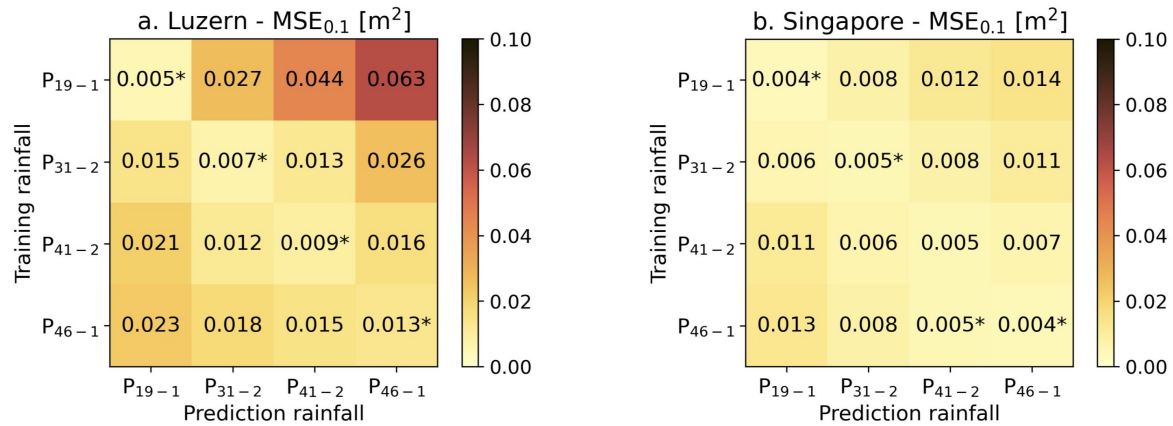 a. Luzern - MSE0.1 [m²]
Training rainfall
P19−1
0.005* 0.027 0.044 0.063
P31−2
0.015 0.007* 0.013 0.026
P41−2
0.021 0.012 0.009* 0.016
P46−1
0.023 0.018 0.015 0.013*
P19−1 P31−2 P41−2 P46−1
Prediction rainfall
0.10
0.08
0.06
0.04
0.02
0.00
b. Singapore - MSE0.1 [m²]
Training rainfall
P19−1
0.004* 0.008 0.012 0.014
P31−2
0.006 0.005* 0.008 0.011
P41−2
0.011 0.006 0.005 0.007
P46−1
0.013 0.008 0.005* 0.004*
P19−1 P31−2 P41−2 P46−1
Prediction rainfall
0.10
0.08
0.06
0.04
0.02
0.00